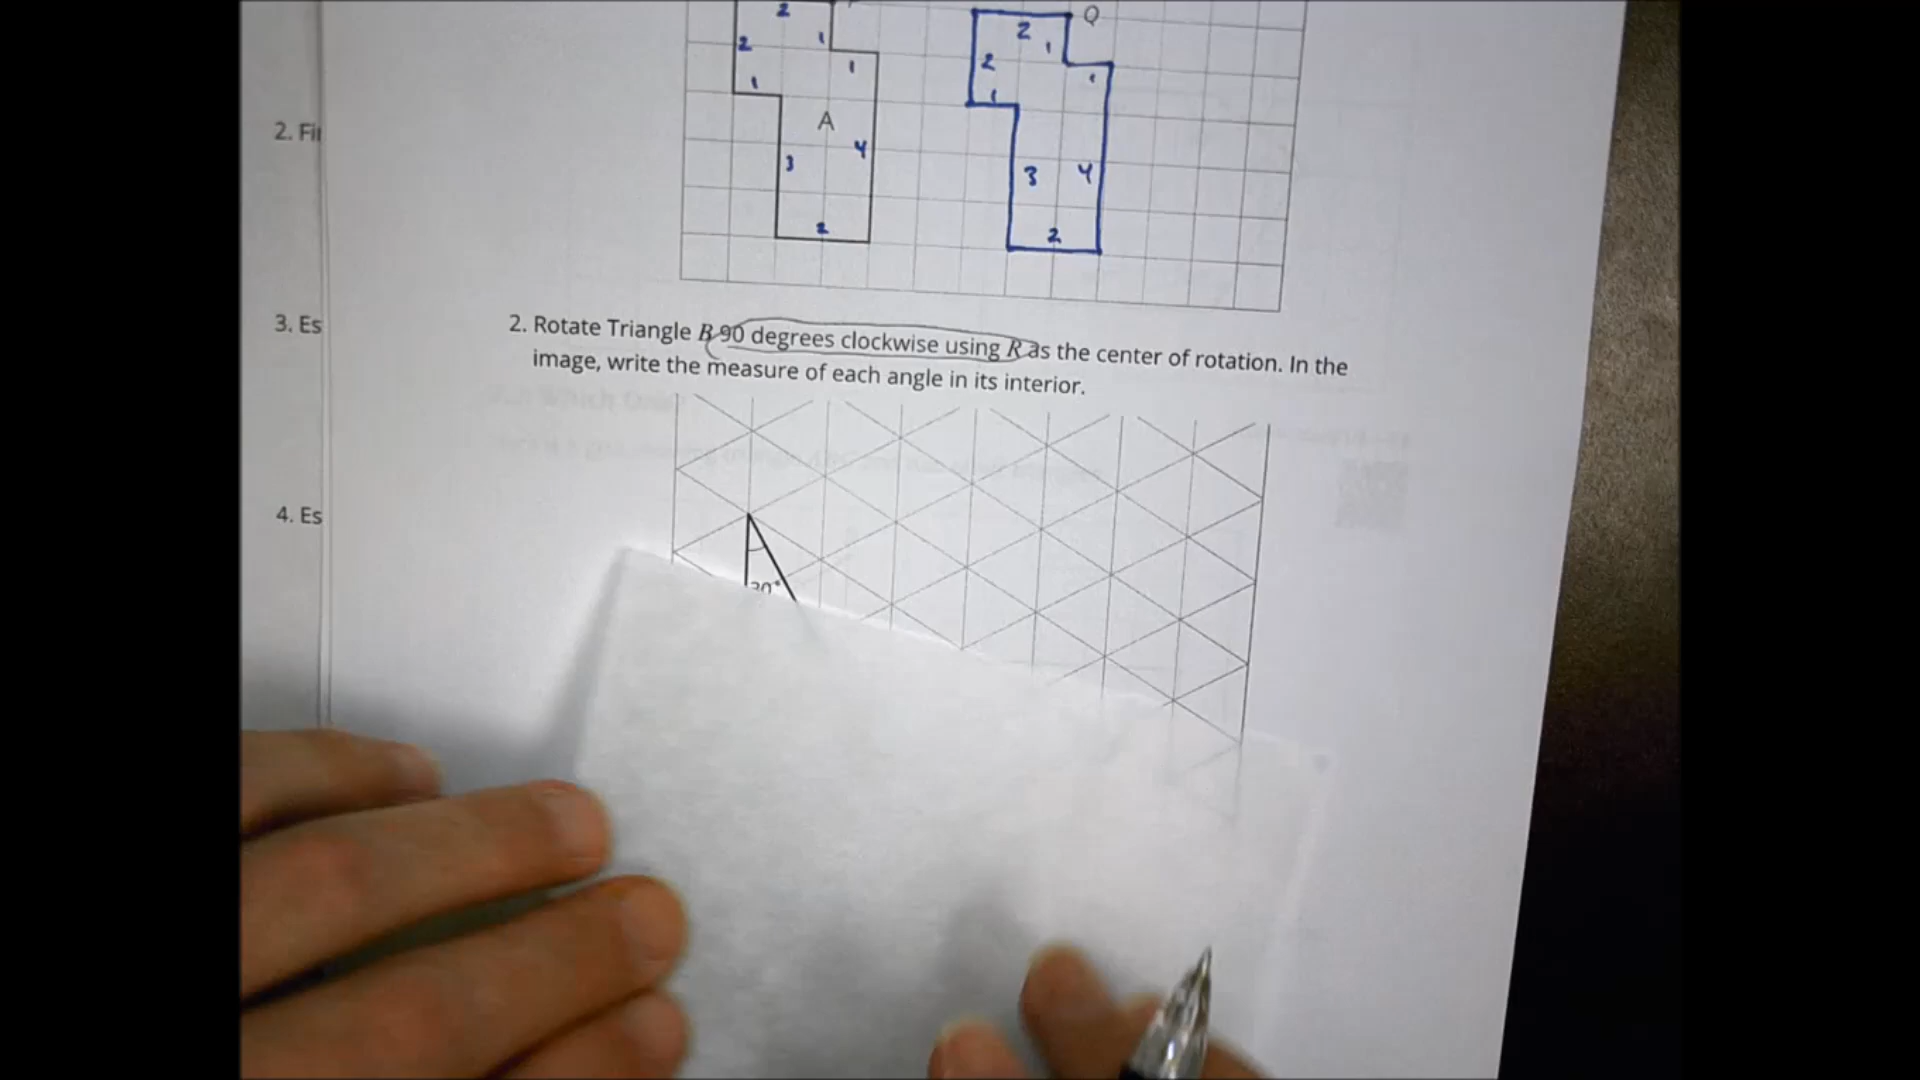 2
2 1
1
1
A
4
3
2
Q
2
1
2
1
1
3 4
2
2. Fi
3. Es
4. Es
2. Rotate Triangle B 90 degrees clockwise using R as the center of rotation. In the
image, write the measure of each angle in its interior.
30°